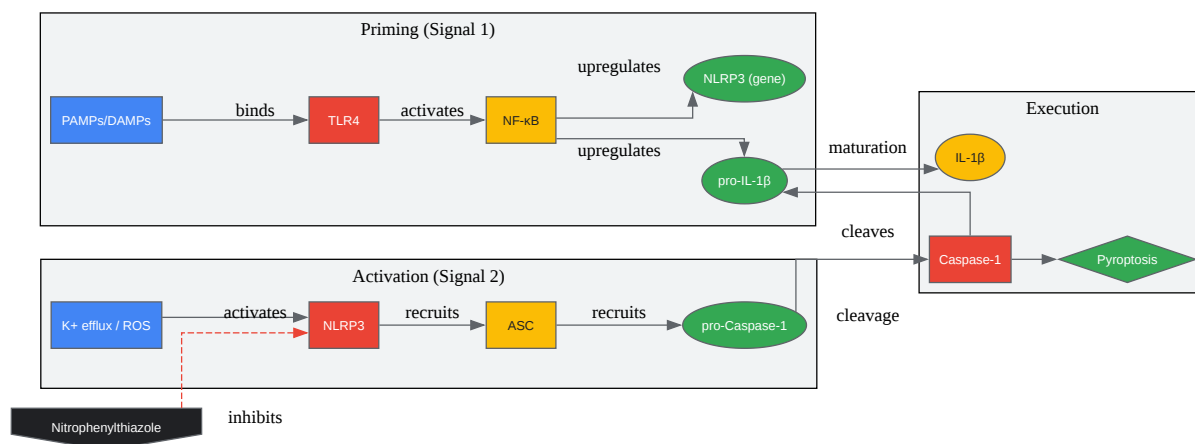 Priming (Signal 1)
upregulates
NLRP3 (gene)
PAMPs/DAMPs
binds
TLR4
activates
NF-κB
upregulates
pro-IL-1β
maturation
Execution
IL-1β
cleaves
Caspase-1
Pyroptosis
Activation (Signal 2)
K+ efflux / ROS
activates
NLRP3
recruits
ASC
recruits
pro-Caspase-1
cleavage
Nitrophenylthiazole
inhibits